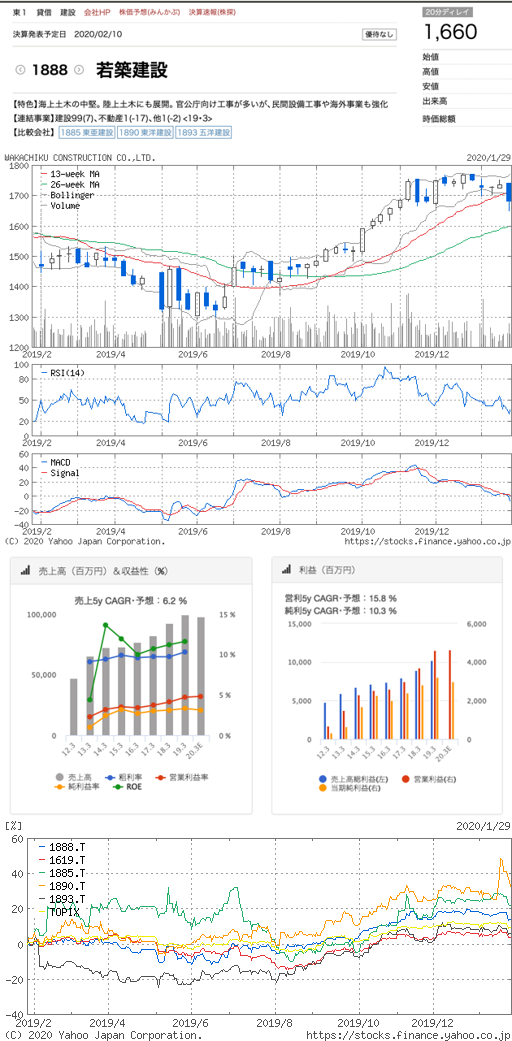 東1 貸借 建設 会社HP 株価予想(みんかぶ) 決算速報(株探)
20分ディレイ
1,660
決算発表予定日 2020/02/10
優待なし
始値
高値
安値
出来高
時価総額
1888 若築建設
【特色】海上土木の中堅。陸上土木にも展開。官公庁向け工事が多いが、民間設備工事や海外事業も強化
【連結事業】建設99(7)、不動産1(-17)、他1(-2) <19・3>
【比較会社】 1885 東亜建設 1890 東洋建設 1893 五洋建設
WAKACHIKU CONSTRUCTION CO.,LTD. 2020/1/29
13-week MA
26-week MA
Bollinger
Volume
1800
1700
1600
1500
1400
1300
1200
2019/2 2019/4 2019/6 2019/8 2019/10 2019/12
RSI(14)
100
80
50
20
0
2019/2 2019/4 2019/6 2019/8 2019/10 2019/12
MACD
Signal
60
40
20
0
−20
−40
2019/2 2019/4 2019/6 2019/8 2019/10 2019/12
(C) 2020 Yahoo Japan Corporation. https://stocks.finance.yahoo.co.jp
売上高（百万円）＆収益性（%）
売上5y CAGR・予想：6.2 %
100,000
50,000
0
15 %
10 %
5 %
0 %
12.3 13.3 14.3 15.3 16.3 17.3 18.3 19.3 20.3E
売上高 粗利率 営業利益率
純利益率 ROE
利益（百万円）
営利5y CAGR・予想：15.8 %
純利5y CAGR・予想：10.3 %
15,000
10,000
5,000
0
6,000
4,000
2,000
0
12.3 13.3 14.3 15.3 16.3 17.3 18.3 19.3 20.3E
売上高総利益(左) 営業利益(右)
当期純利益(右)
[%] 2020/1/29
1888.T
1619.T
1885.T
1890.T
1893.T
TOPIX
60
40
20
0
−20
−40
2019/2 2019/4 2019/6 2019/8 2019/10 2019/12
(C) 2020 Yahoo Japan Corporation. https://stocks.finance.yahoo.co.jp